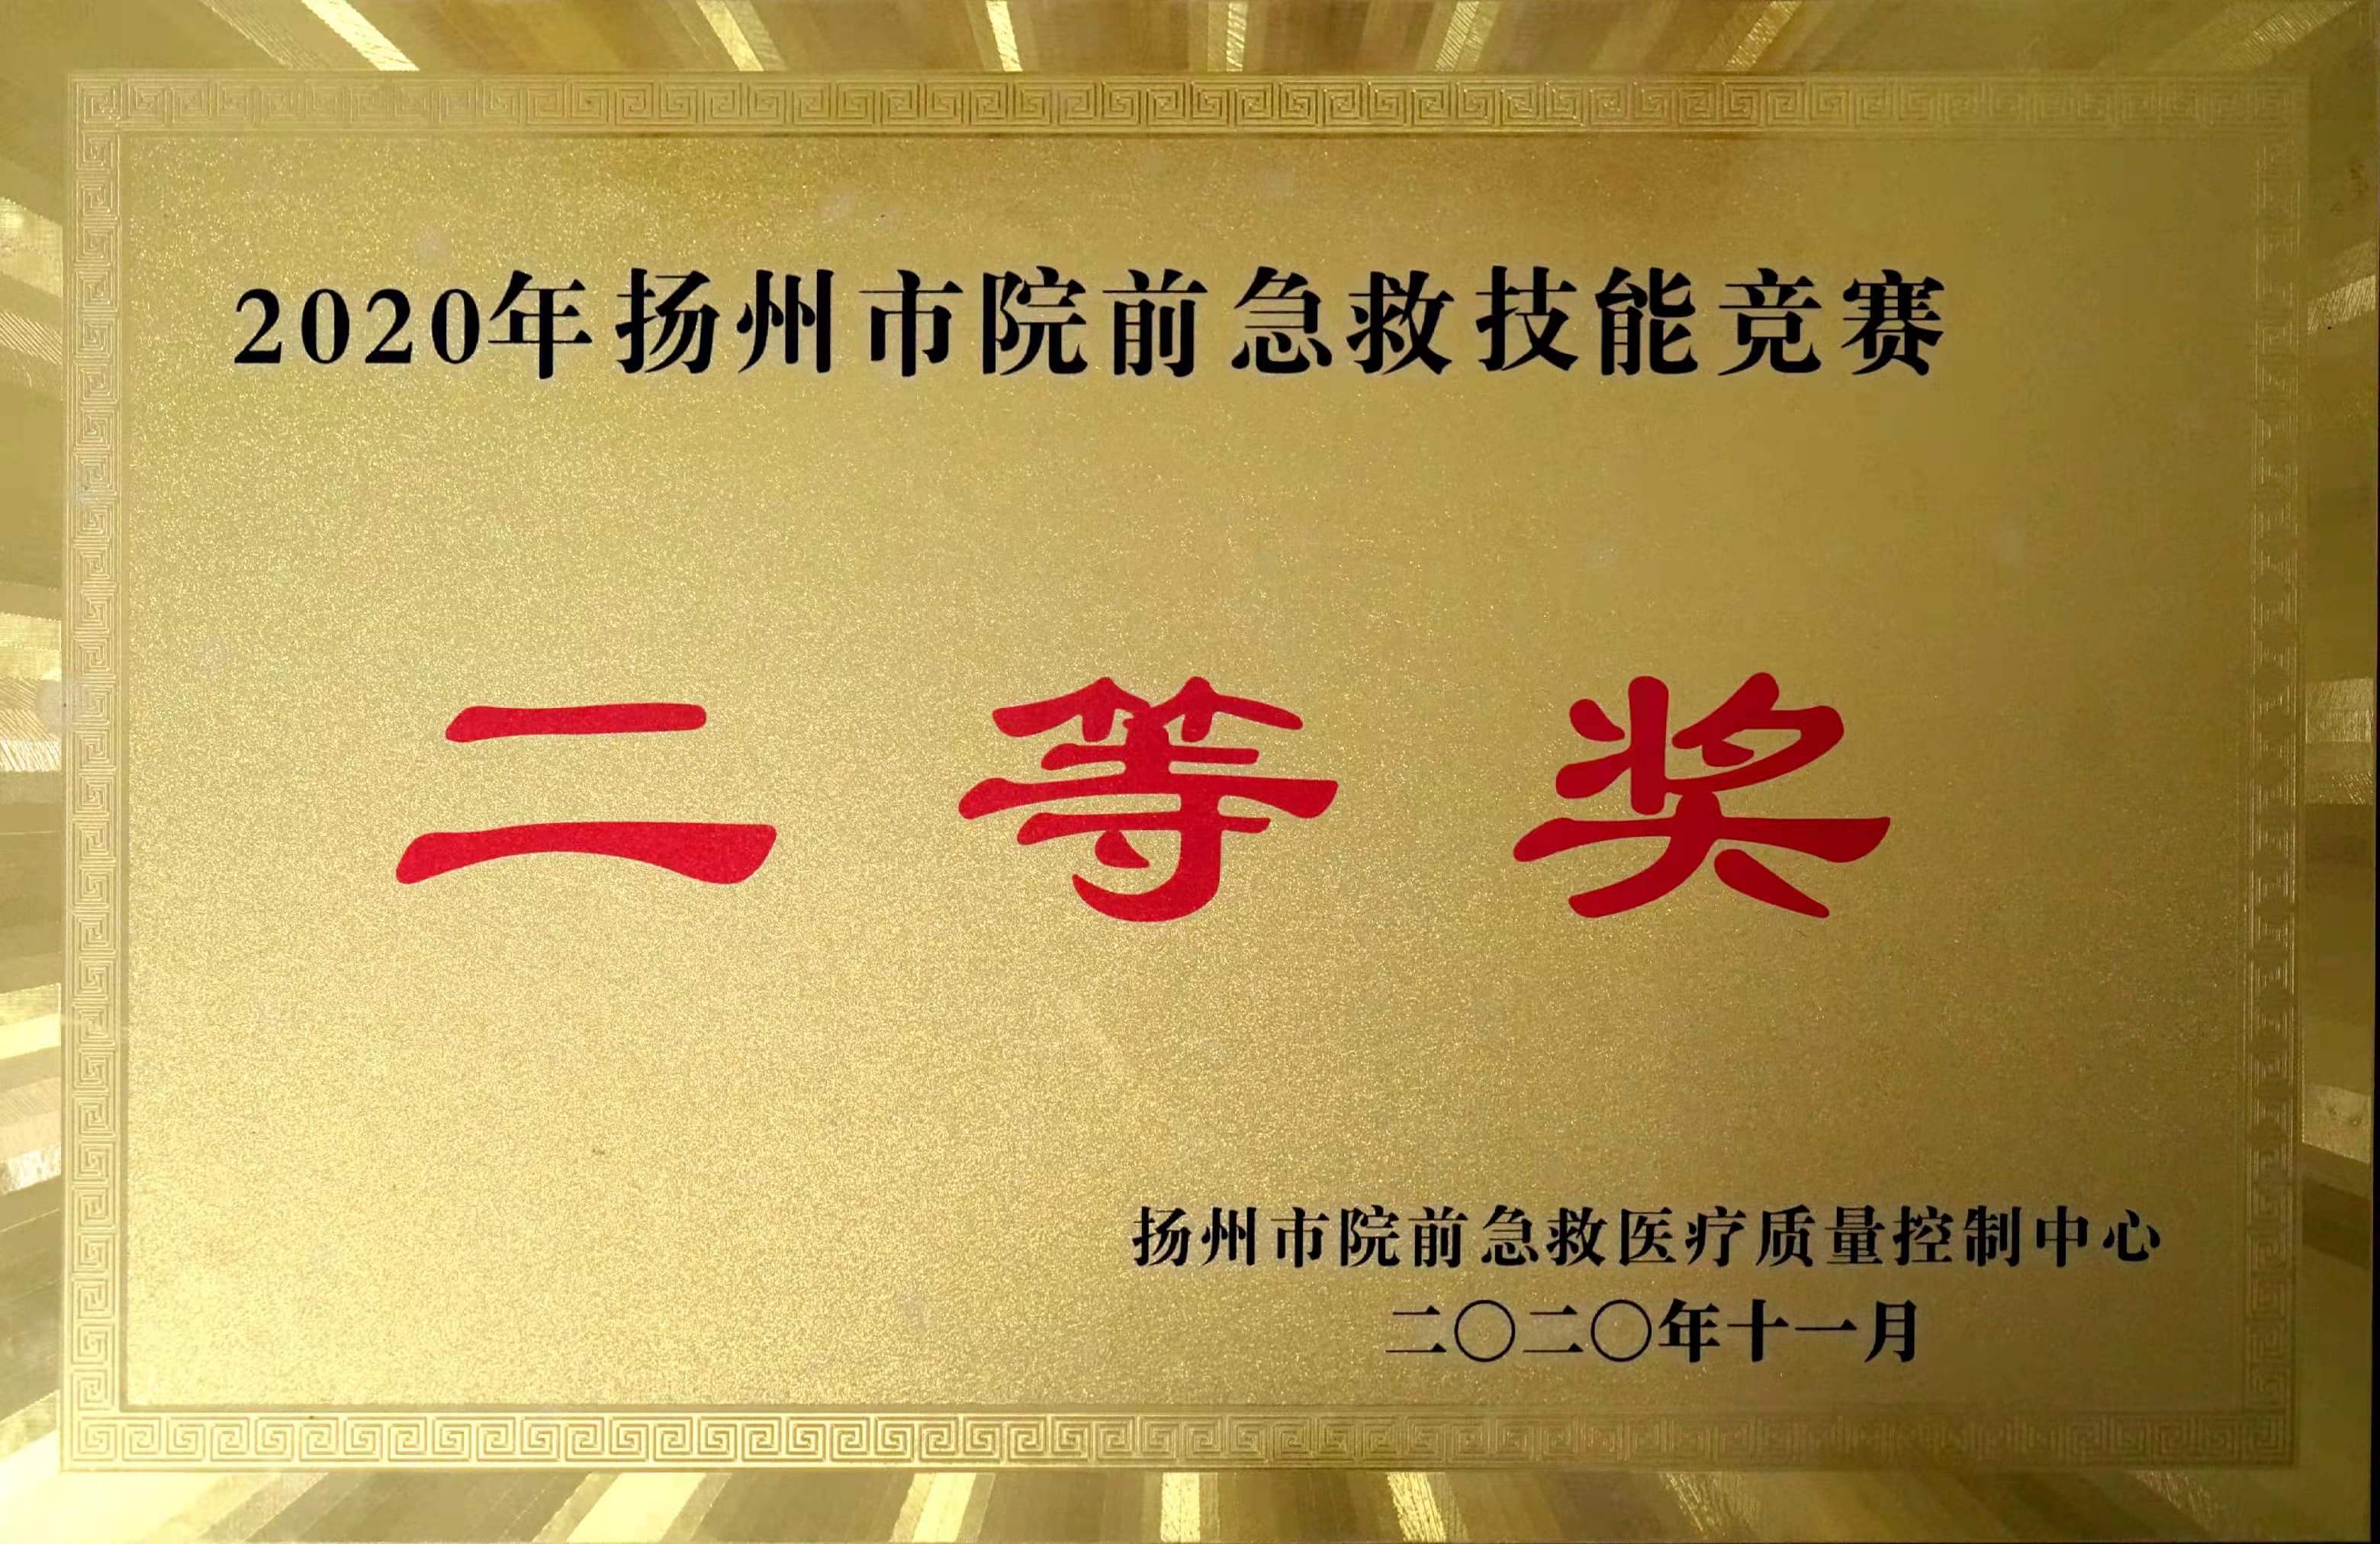 2020年扬州市院前急救技能竞赛
二等奖
扬州市院前急救医疗质量控制中心
二〇二〇年十一月